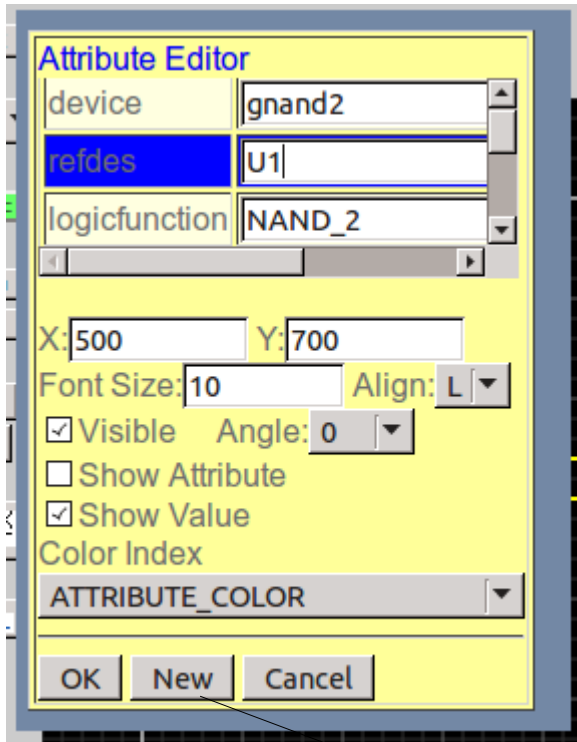 Attribute Editor
device gnand2
refdes U1
logicfunction NAND_2
X: 500 Y: 700
Font Size: 10 Align: L
Visible Angle: 0
Show Attribute
Show Value
Color Index
ATTRIBUTE_COLOR
OK New Cancel